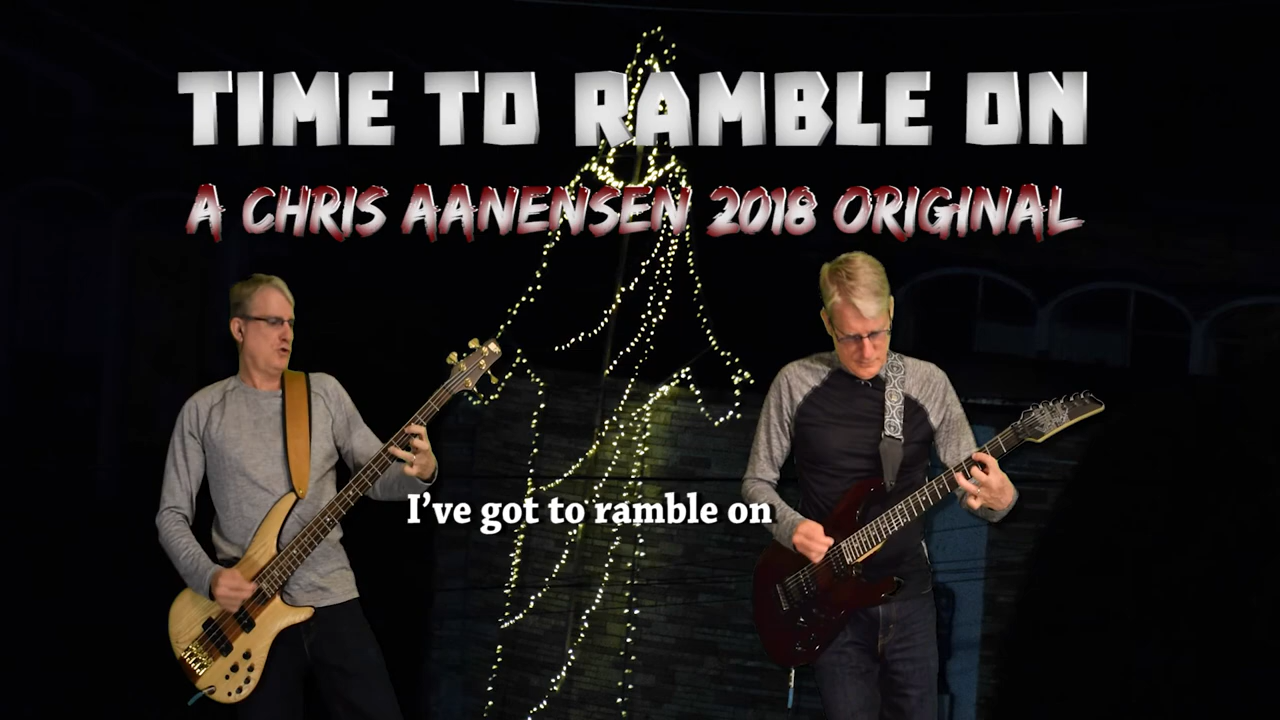 TIME TO RAMBLE ON
A CHRIS AANENSEN 2018 ORIGINAL
I've got to ramble on